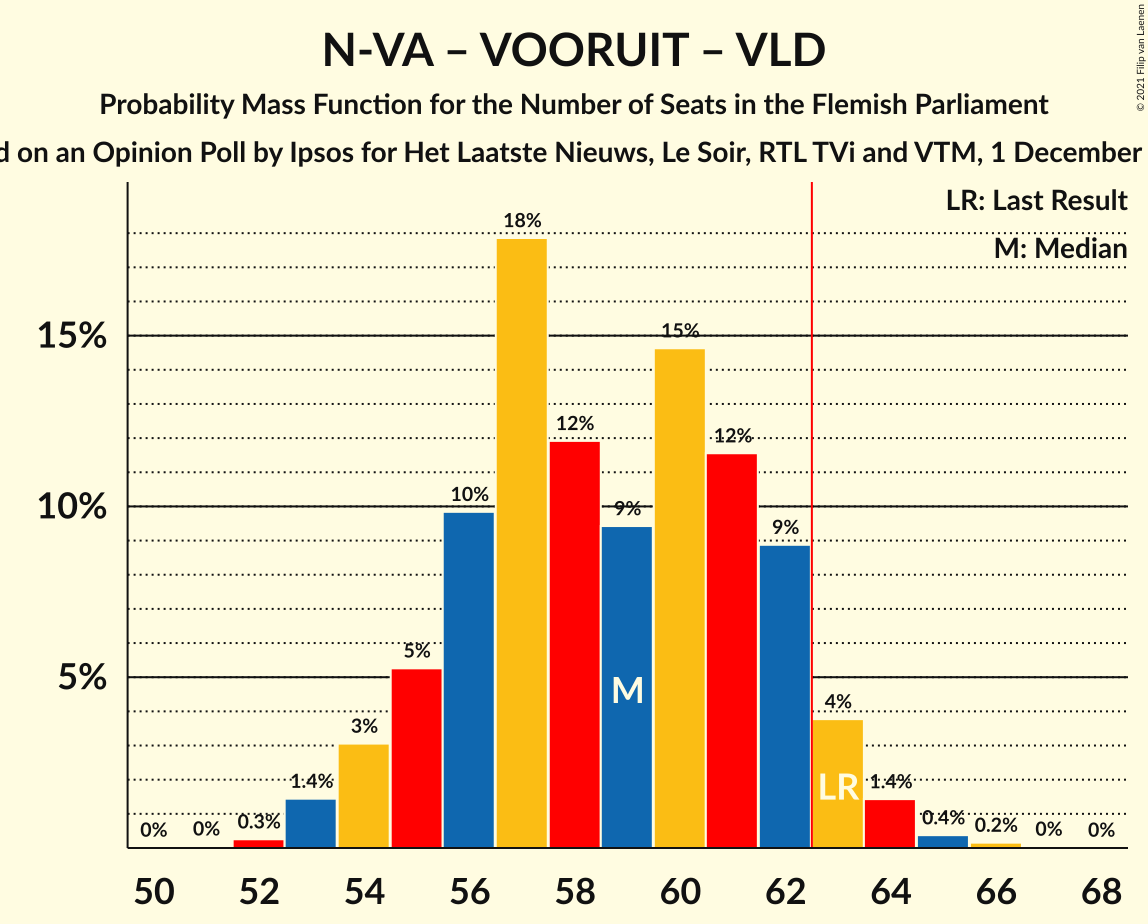 N-VA – VOORUIT – VLD
Probability Mass Function for the Number of Seats in the Flemish Parliament
on an Opinion Poll by Ipsos for Het Laatste Nieuws, Le Soir, RTL TVi and VTM, 1 December
© 2021 Filip van Laenen
LR: Last Result
M: Median
15%
10%
5%
0%
0%
0.3%
1.4%
3%
5%
10%
18%
12%
9%
15%
12%
9%
4%
1.4%
0.4%
0.2%
0%
0%
M
LR
50 52 54 56 58 60 62 64 66 68